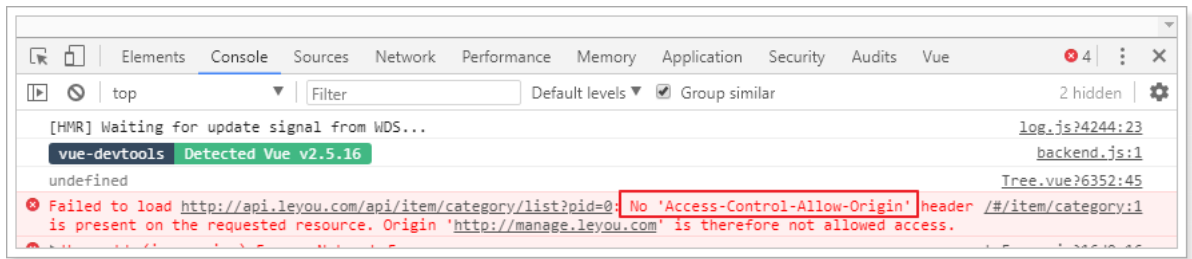 Elements Console Sources Network Performance Memory Application Security Audits Vue 4
top Filter Default levels Group similar 2 hidden
[HMR] Waiting for update signal from WDS... log.js?4244:23
vue-devtools Detected Vue v2.5.16 backend.js:1
undefined Tree.vue?6352:45
Failed to load http://api.leyou.com/api/item/category/list?pid=0: No 'Access-Control-Allow-Origin' header /#/item/category:1
is present on the requested resource. Origin 'http://manage.leyou.com' is therefore not allowed access.